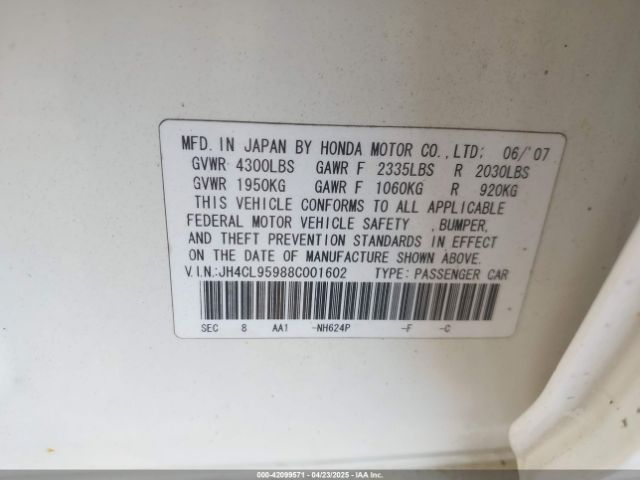 MFD. IN JAPAN BY HONDA MOTOR CO., LTD; 06/'07
GVWR 4300LBS GAWR F 2335LBS R 2030LBS
GVWR 1950KG GAWR F 1060KG R 920KG
THIS VEHICLE CONFORMS TO ALL APPLICABLE
FEDERAL MOTOR VEHICLE SAFETY , BUMPER,
AND THEFT PREVENTION STANDARDS IN EFFECT
ON THE DATE OF MANUFACTURE SHOWN ABOVE.
V.I.N.:JH4CL95988C001602 TYPE: PASSENGER CAR
SEC 8 AA1 -NH624P -F -C
000-42099571 - 04/23/2025 - IAA Inc.